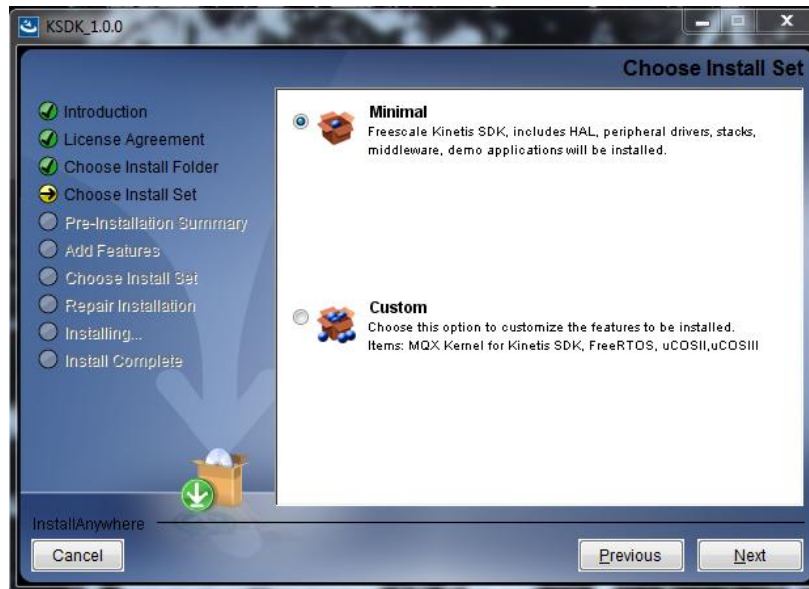 KSDK_1.0.0
Choose Install Set
Introduction
License Agreement
Choose Install Folder
Choose Install Set
Pre-Installation Summary
Add Features
Choose Install Set
Repair Installation
Installing...
Install Complete
Minimal
Freescale Kinetis SDK, includes HAL, peripheral drivers, stacks,
middleware, demo applications will be installed.
Custom
Choose this option to customize the features to be installed.
Items: MQX Kernel for Kinetis SDK, FreeRTOS, uCOSII,uCOSIII
InstallAnywhere
Cancel
Previous
Next